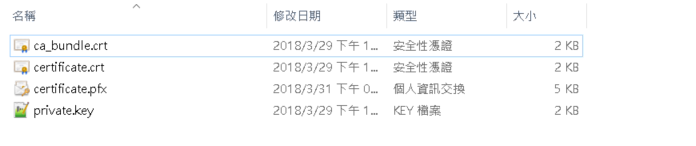 名稱 修改日期 類型 大小
ca_bundle.crt 2018/3/29 下午 1... 安全性憑證 2 KB
certificate.crt 2018/3/29 下午 1... 安全性憑證 2 KB
certificate.pfx 2018/3/31 下午 0... 個人資訊交換 5 KB
private.key 2018/3/29 下午 1... KEY 檔案 2 KB